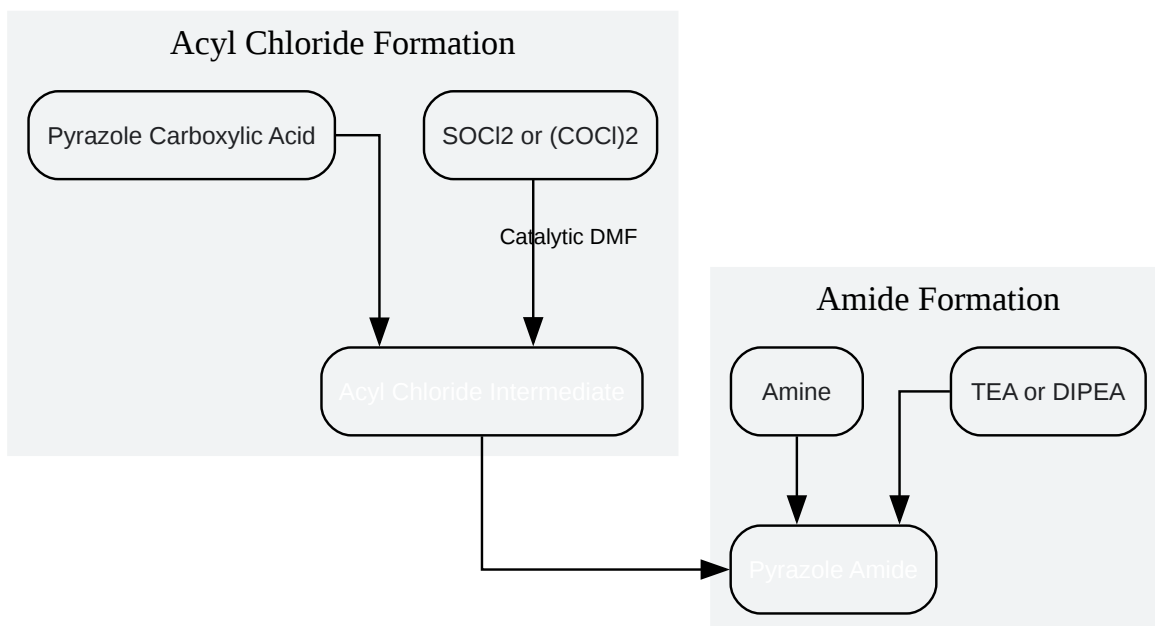 Acyl Chloride Formation
Pyrazole Carboxylic Acid
SOCl2 or (COCl)2
Catalytic DMF
Acyl Chloride Intermediate
Amide Formation
Amine
TEA or DIPEA
Pyrazole Amide